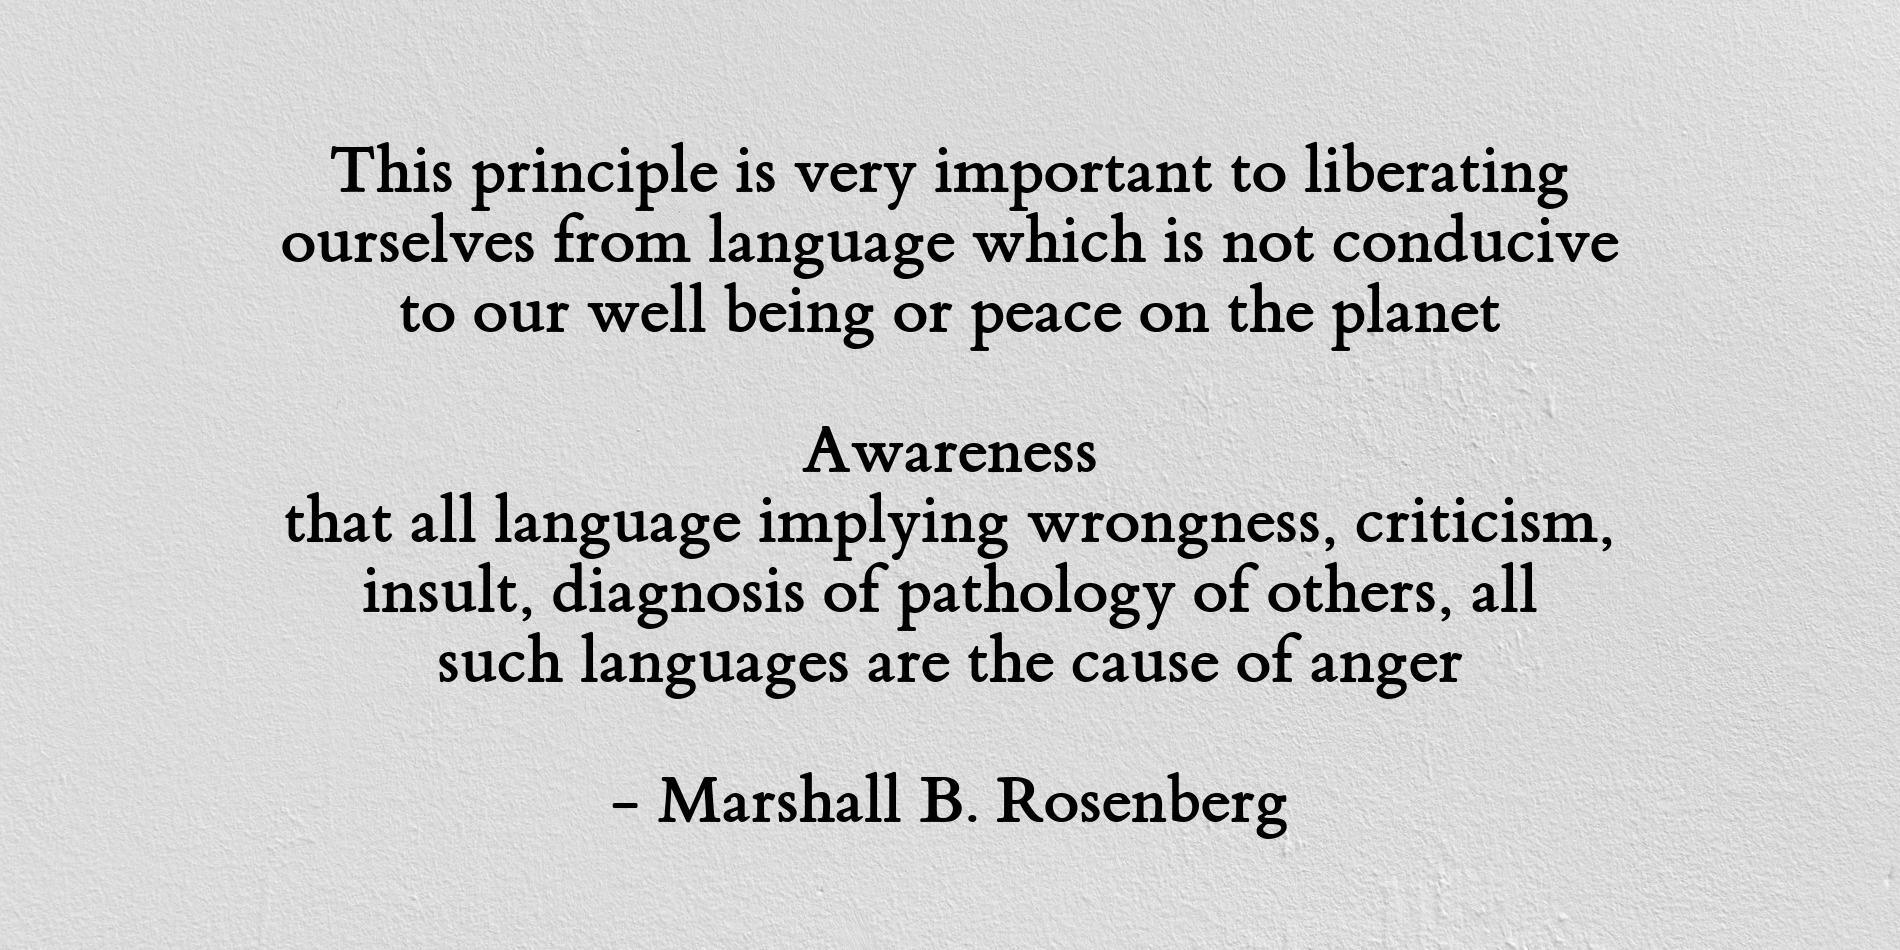 This principle is very important to liberating
ourselves from language which is not conducive
to our well being or peace on the planet
Awareness
that all language implying wrongness, criticism,
insult, diagnosis of pathology of others, all
such languages are the cause of anger
– Marshall B. Rosenberg